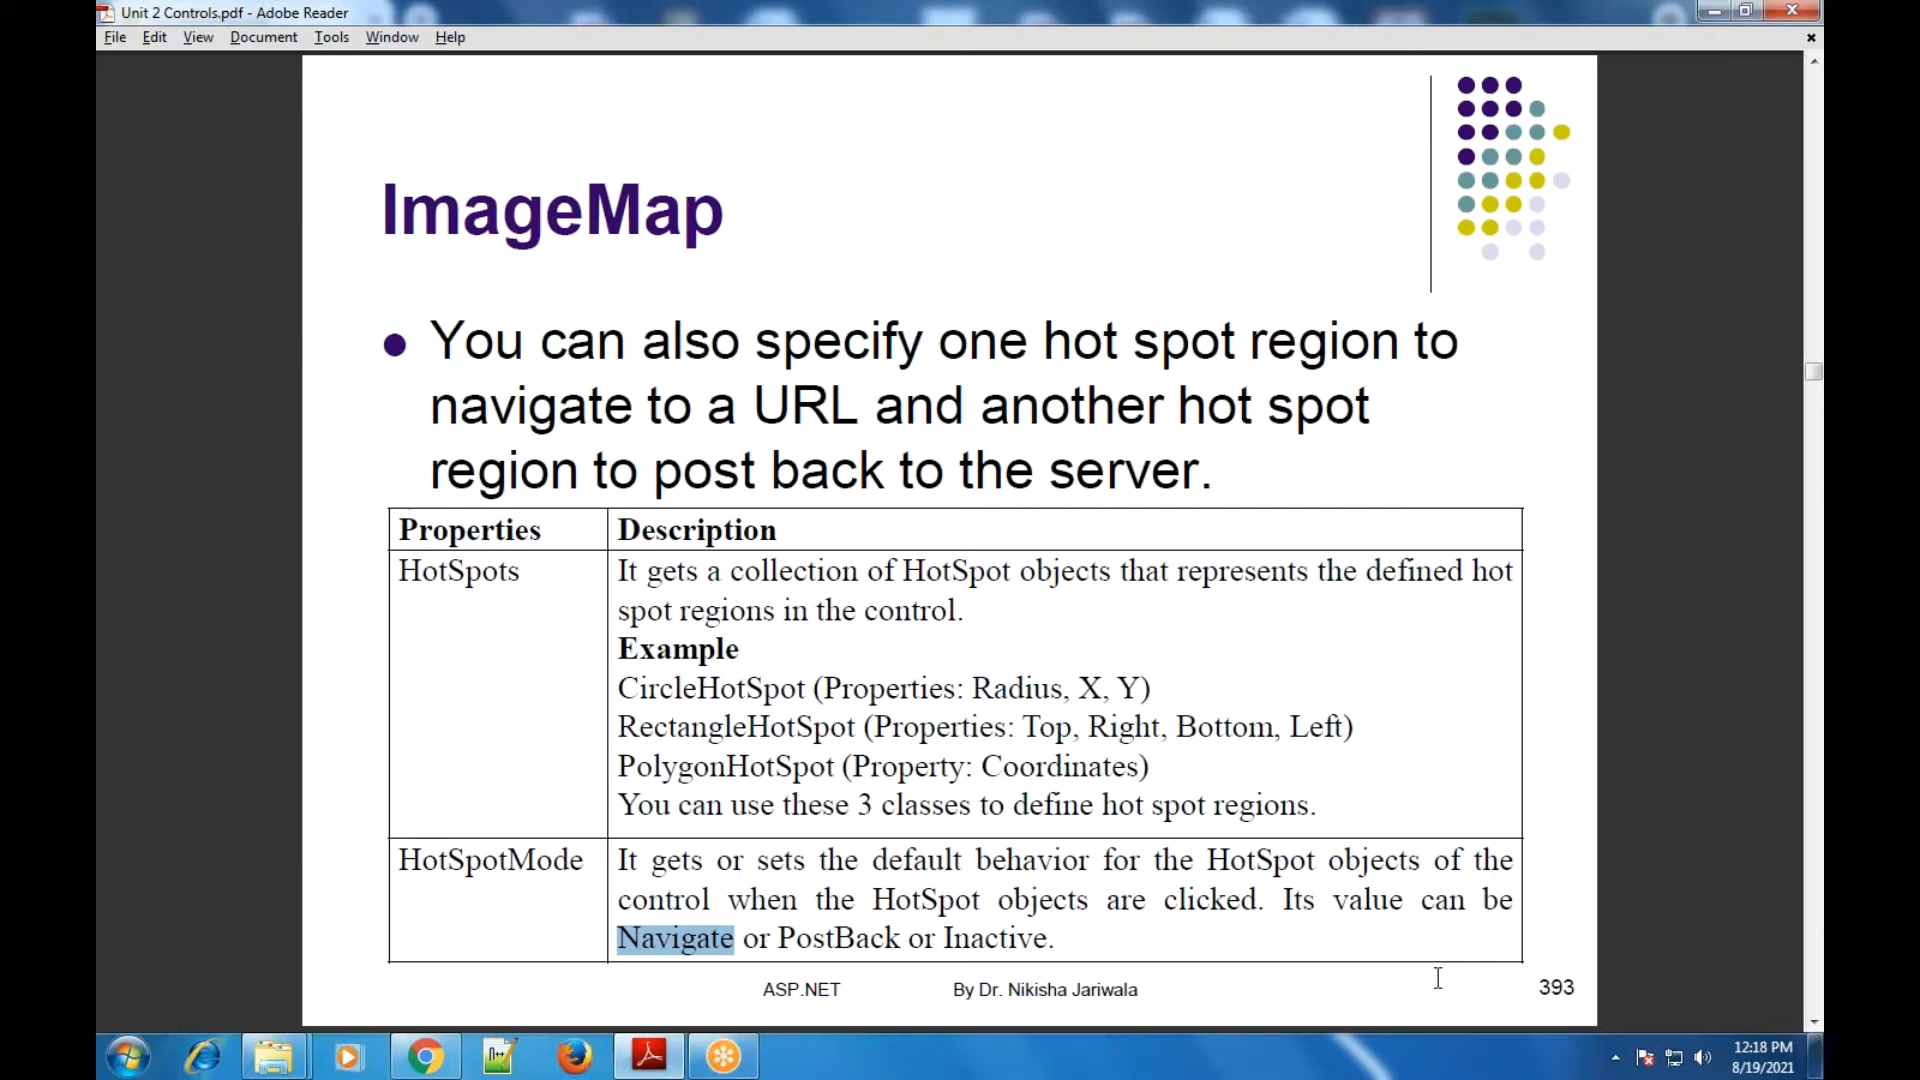 Unit 2 Controls.pdf - Adobe Reader
File Edit View Document Tools Window Help
ImageMap
You can also specify one hot spot region to
navigate to a URL and another hot spot
region to post back to the server.
Properties Description
HotSpots It gets a collection of HotSpot objects that represents the defined hot
spot regions in the control.
Example
CircleHotSpot (Properties: Radius, X, Y)
RectangleHotSpot (Properties: Top, Right, Bottom, Left)
PolygonHotSpot (Property: Coordinates)
You can use these 3 classes to define hot spot regions.
HotSpotMode It gets or sets the default behavior for the HotSpot objects of the
control when the HotSpot objects are clicked. Its value can be
Navigate or PostBack or Inactive.
ASP.NET By Dr. Nikisha Jariwala 393
12:18 PM
8/19/2021